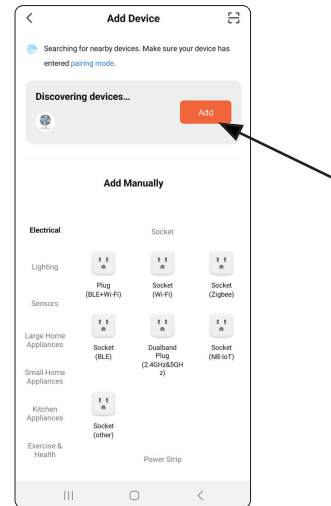 Add Device
Searching for nearby devices. Make sure your device has
entered pairing mode.
Discovering devices...
Add
Add Manually
Electrical
Socket
Lighting
Plug
(BLE+Wi-Fi)
Socket
(Wi-Fi)
Socket
(Zigbee)
Sensors
Large Home
Appliances
Socket
(BLE)
Dualband
Plug
(2.4GHz&5GH
z)
Socket
(NB-IoT)
Small Home
Appliances
Kitchen
Appliances
Socket
(other)
Exercise &
Health
Power Strip